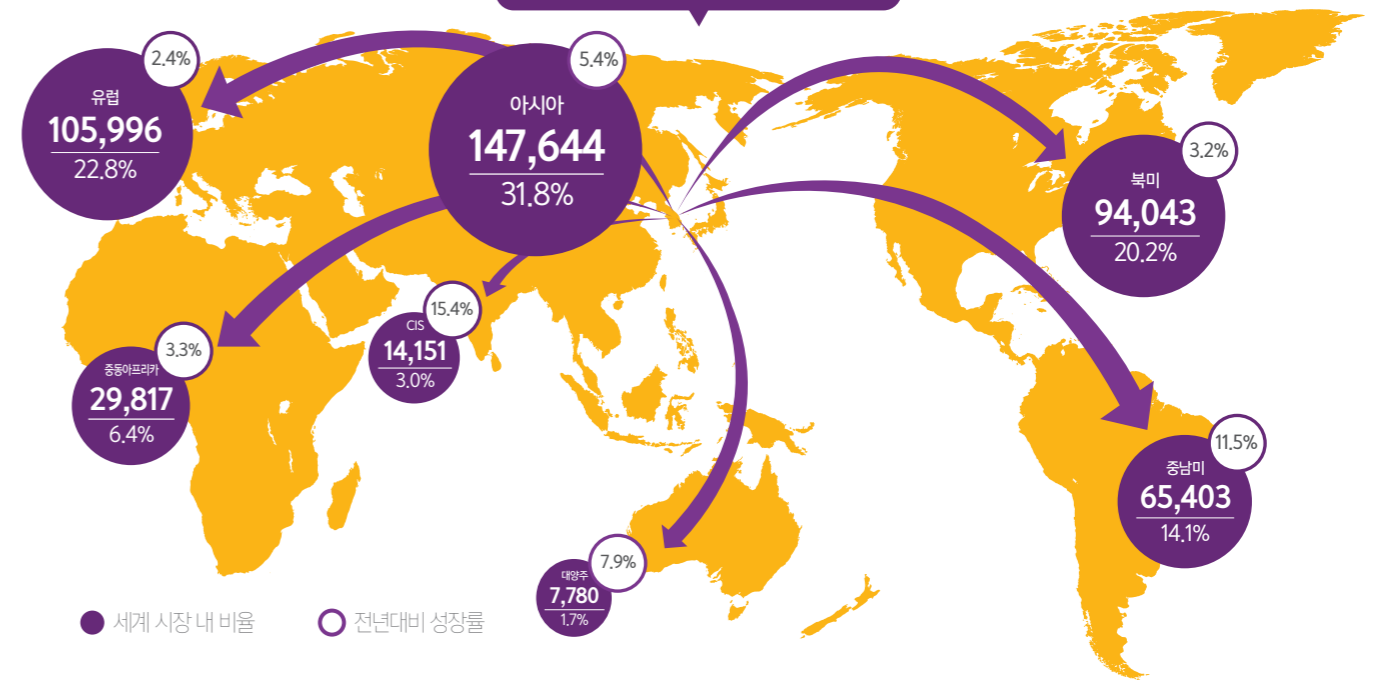 2.4%
유럽
105,996
22.8%
5.4%
아시아
147,644
31.8%
3.2%
북미
94,043
20.2%
15.4%
CIS
14,151
3.0%
3.3%
중동아프리카
29,817
6.4%
11.5%
중남미
65,403
14.1%
7.9%
대양주
7,780
1.7%
세계 시장 내 비율
전년대비 성장률